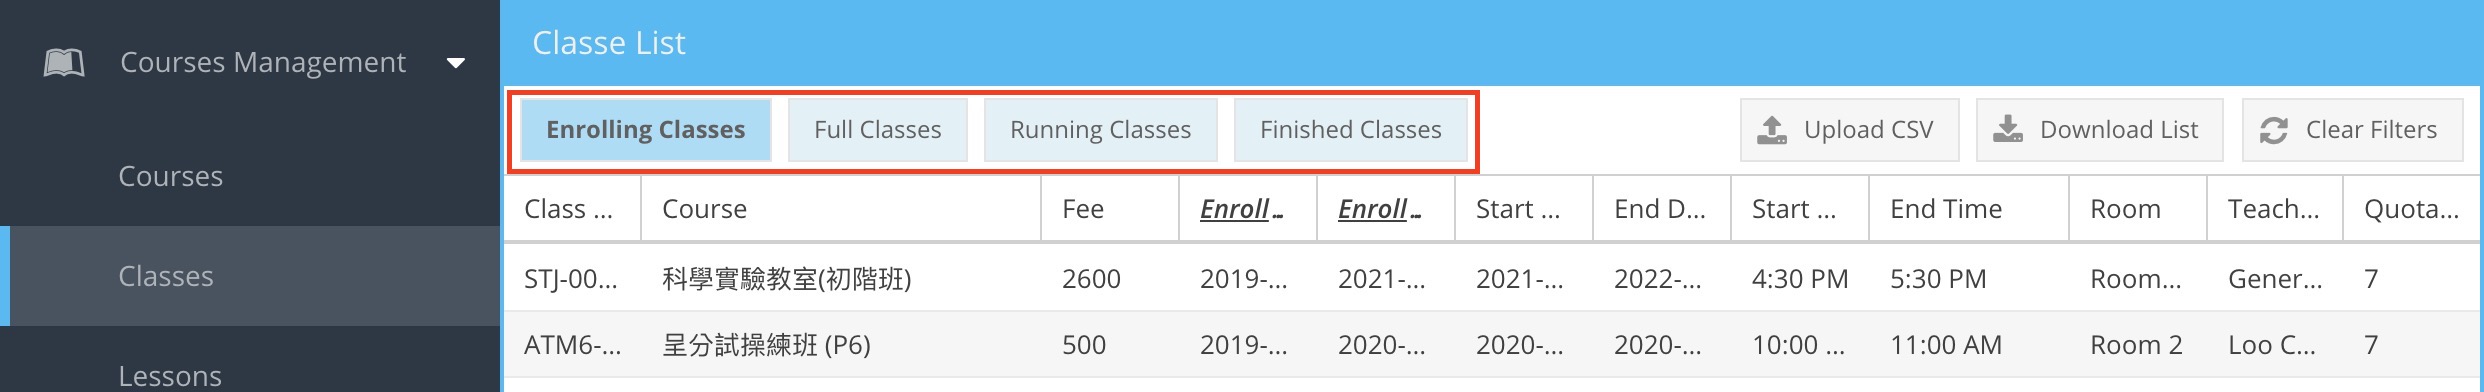 Courses Management
Courses
Classes
Lessons
Classe List
Enrolling Classes Full Classes Running Classes Finished Classes Upload CSV Download List Clear Filters
Class ... Course Fee Enroll... Enroll... Start ... End D... Start ... End Time Room Teach... Quota...
STJ-00... 科學實驗教室(初階班) 2600 2019-... 2021-... 2021-... 2022-... 4:30 PM 5:30 PM Room... Gener... 7
ATM6-... 呈分試操練班 (P6) 500 2019-... 2020-... 2020-... 2020-... 10:00 ... 11:00 AM Room 2 Loo C... 7